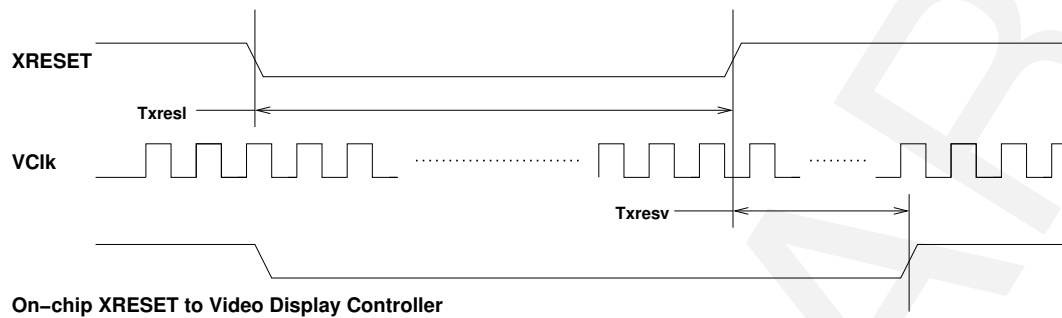 XRESET
Txresl
VClk
Txresv
On−chip XRESET to Video Display Controller